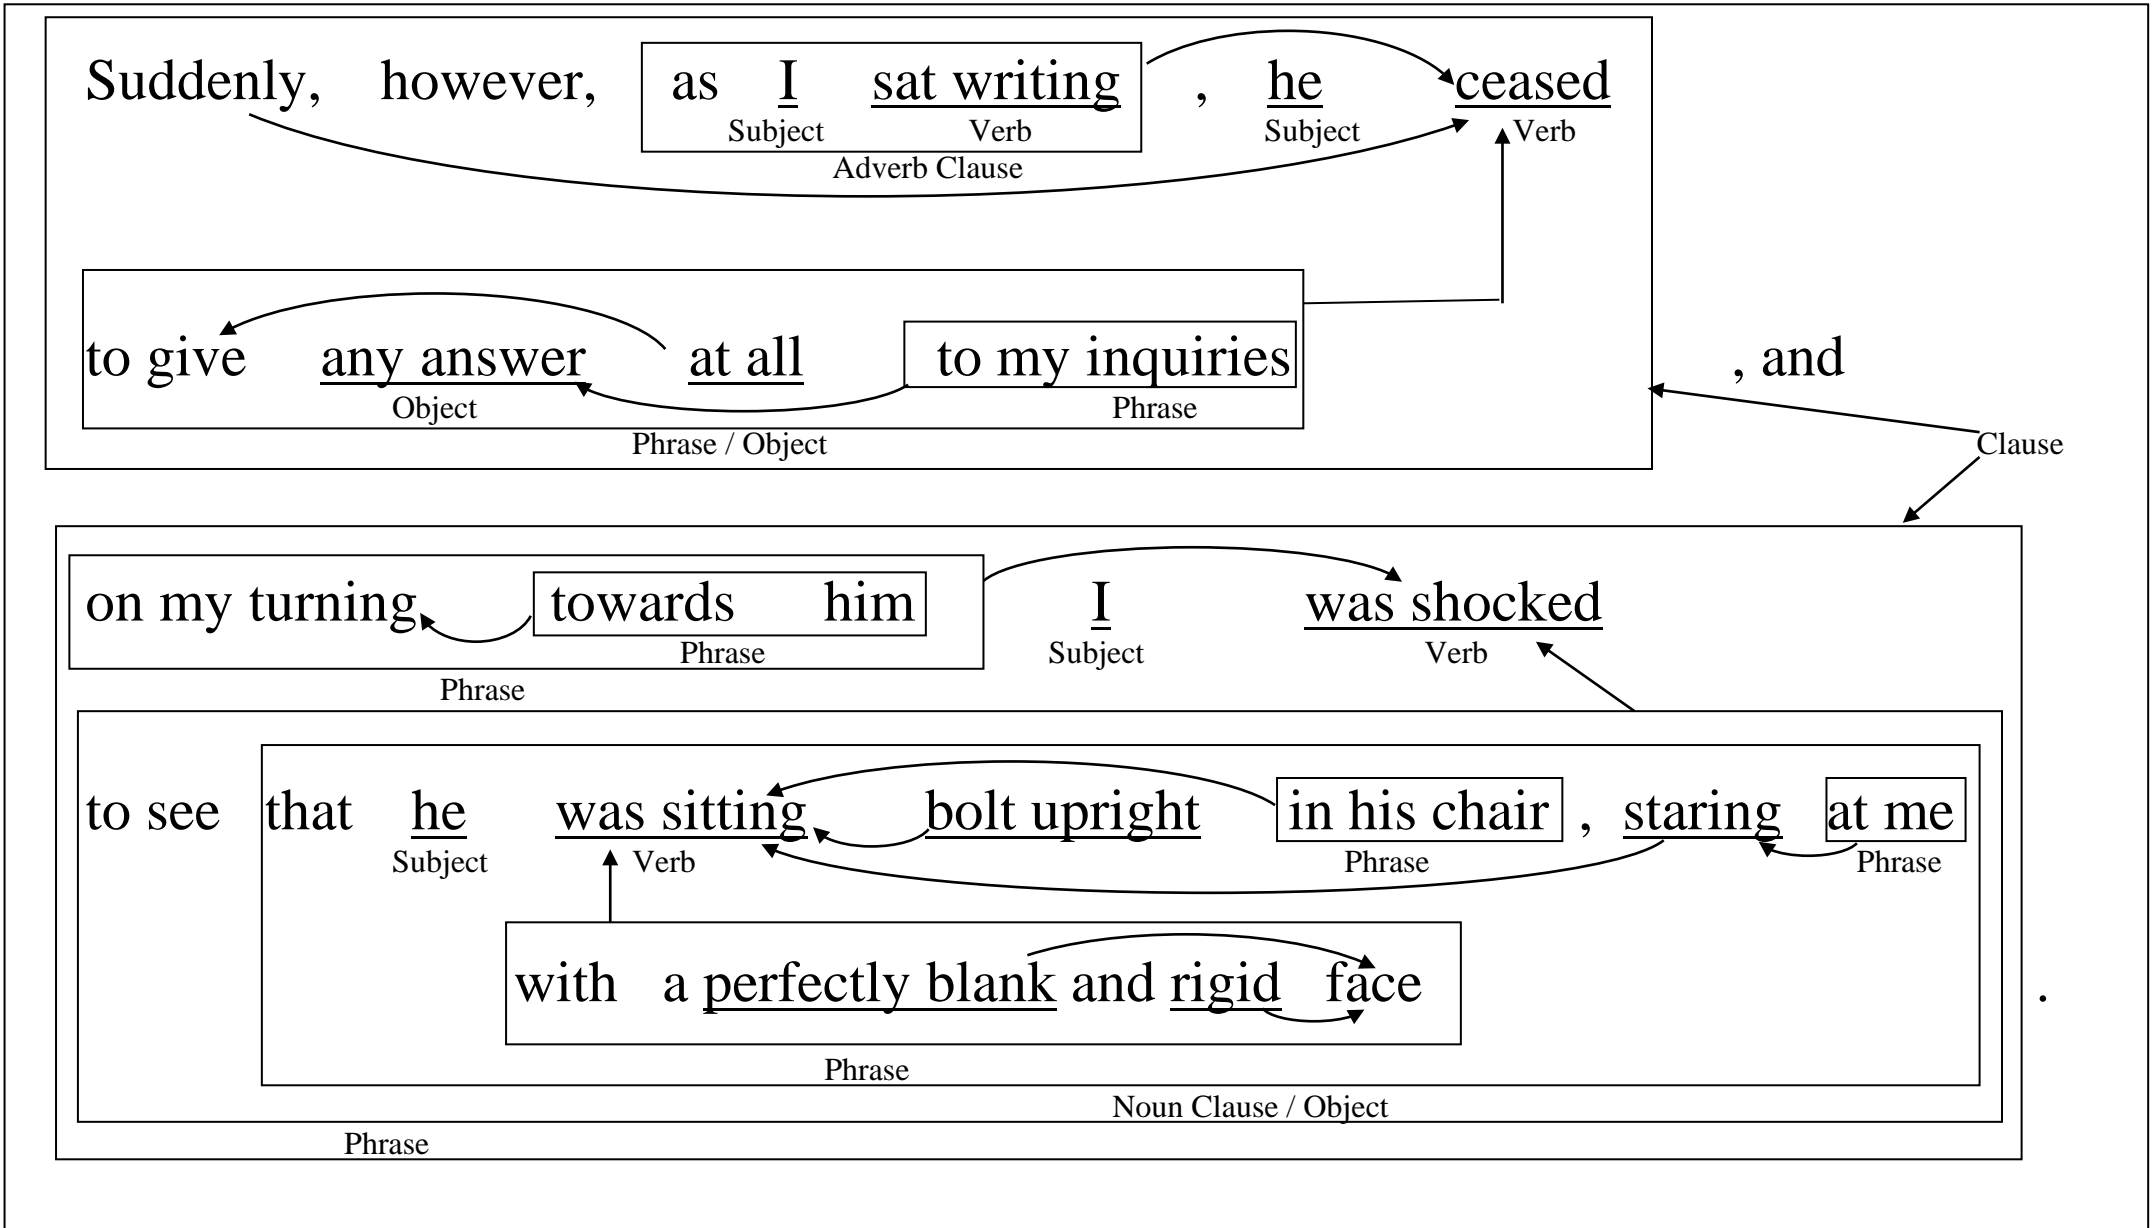 Suddenly, however, as I sat writing , he ceased
Subject Verb Subject Verb
Adverb Clause
to give any answer at all to my inquiries , and
Object Phrase
Phrase / Object
Clause
on my turning towards him I was shocked
Phrase Subject Verb
Phrase
to see that he was sitting bolt upright in his chair , staring at me
Subject Verb Phrase Phrase
with a perfectly blank and rigid face .
Phrase
Noun Clause / Object
Phrase